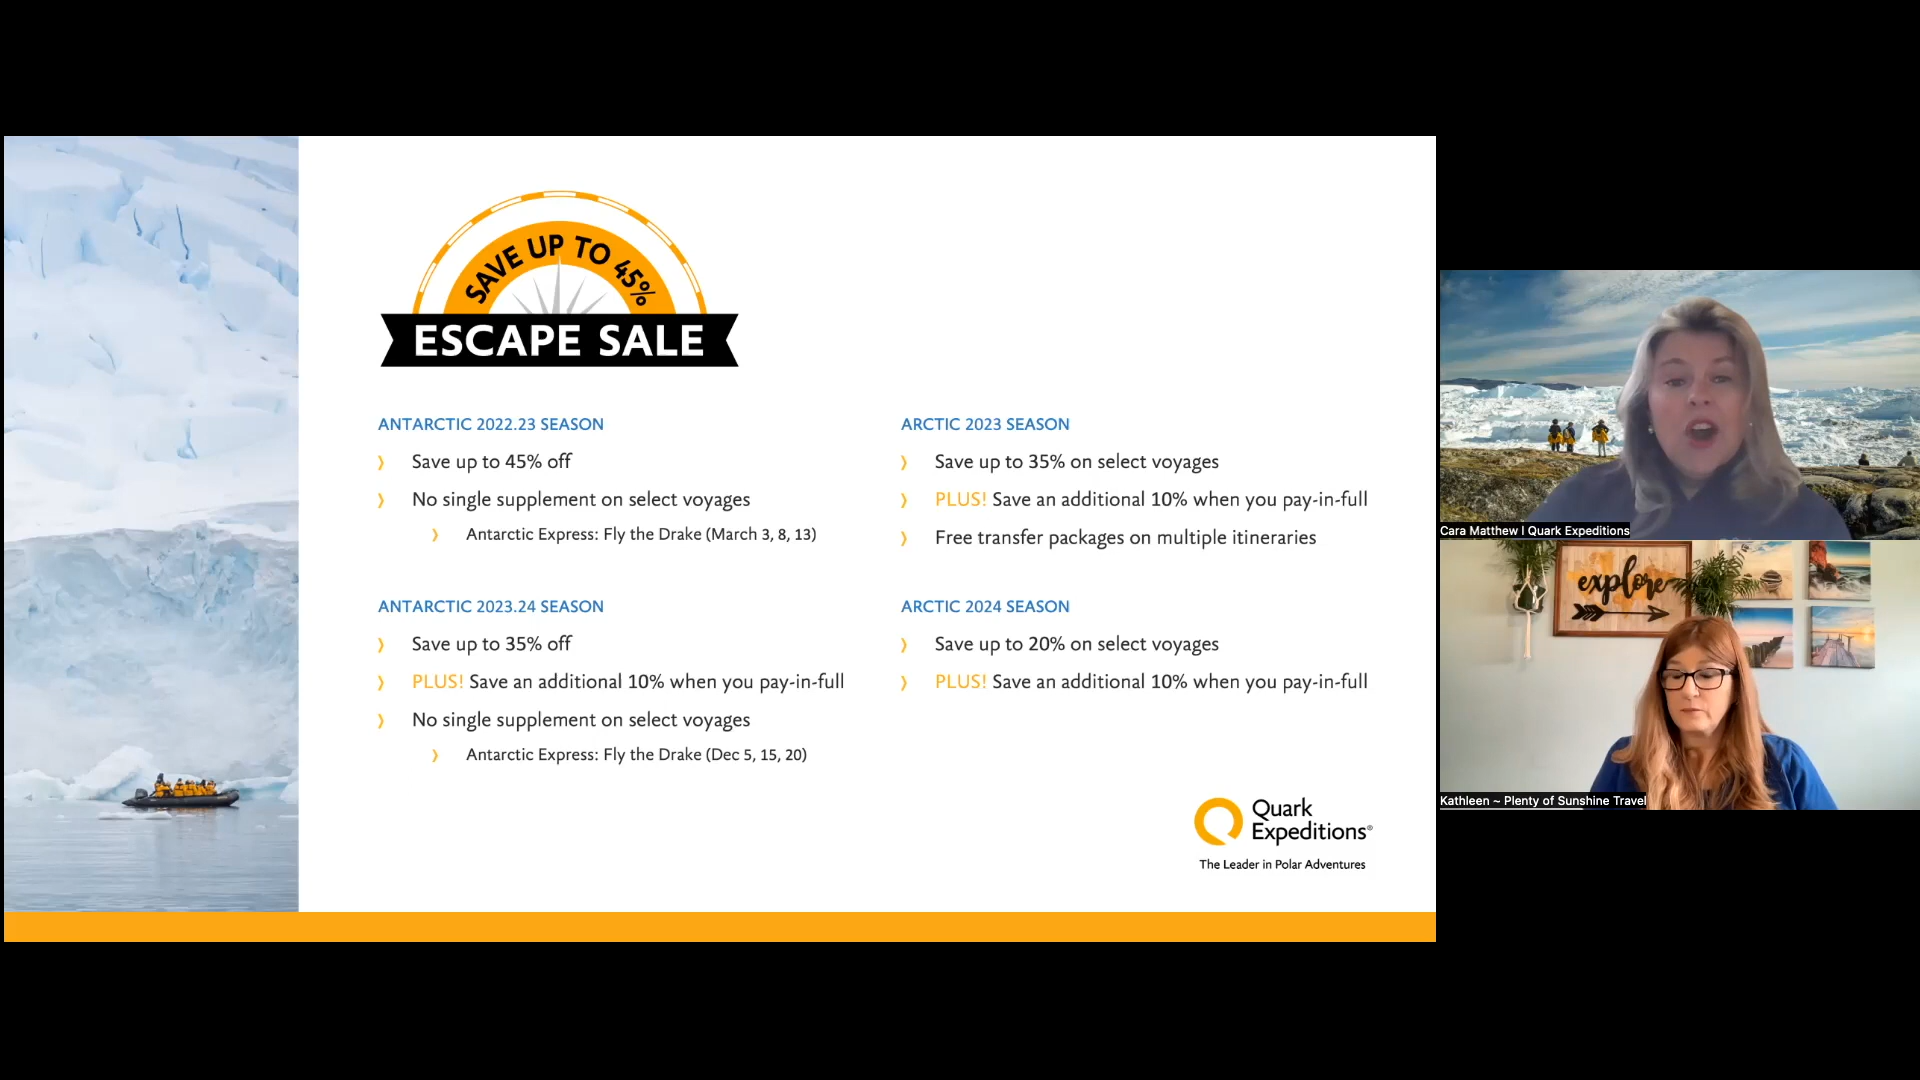 SAVE UP TO 45%
ESCAPE SALE
ANTARCTIC 2022.23 SEASON
Save up to 45% off
No single supplement on select voyages
Antarctic Express: Fly the Drake (March 3, 8, 13)
ANTARCTIC 2023.24 SEASON
Save up to 35% off
PLUS! Save an additional 10% when you pay-in-full
No single supplement on select voyages
Antarctic Express: Fly the Drake (Dec 5, 15, 20)
ARCTIC 2023 SEASON
Save up to 35% on select voyages
PLUS! Save an additional 10% when you pay-in-full
Free transfer packages on multiple itineraries
ARCTIC 2024 SEASON
Save up to 20% on select voyages
PLUS! Save an additional 10% when you pay-in-full
Quark
Expeditions®
The Leader in Polar Adventures
Cara Matthew | Quark Expeditions
explore
Kathleen ~ Plenty of Sunshine Travel